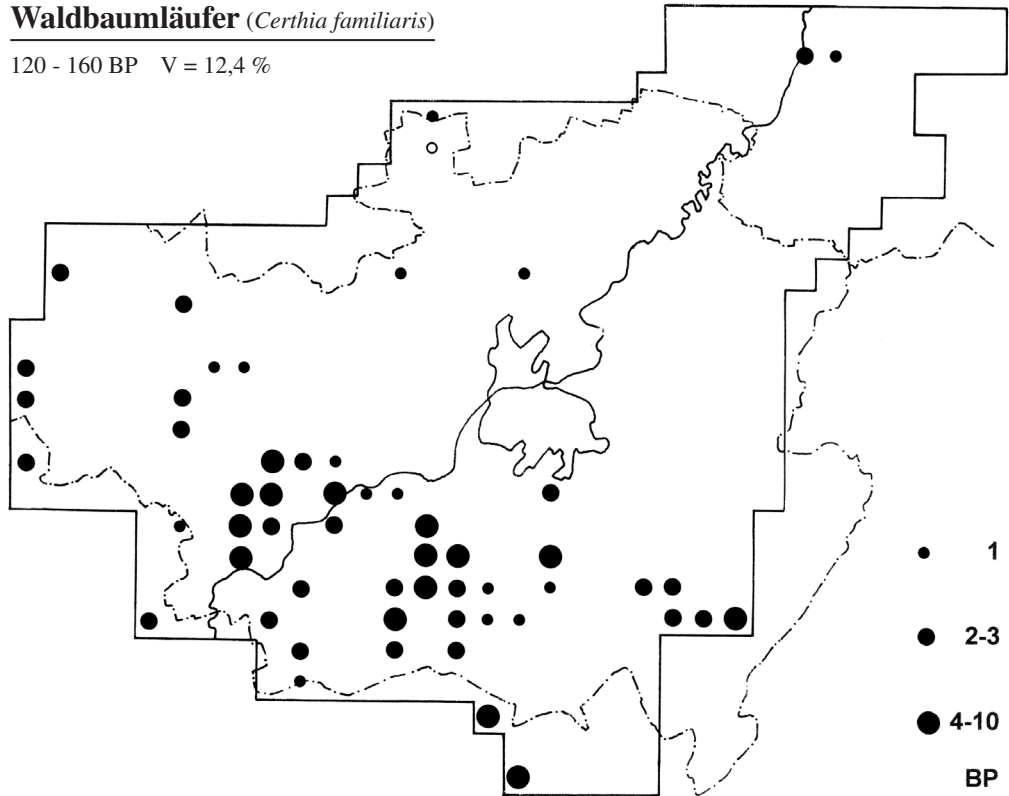 Waldbaumläufer (Certhia familiaris)
120 - 160 BP V = 12,4 %
1
2-3
4-10
BP